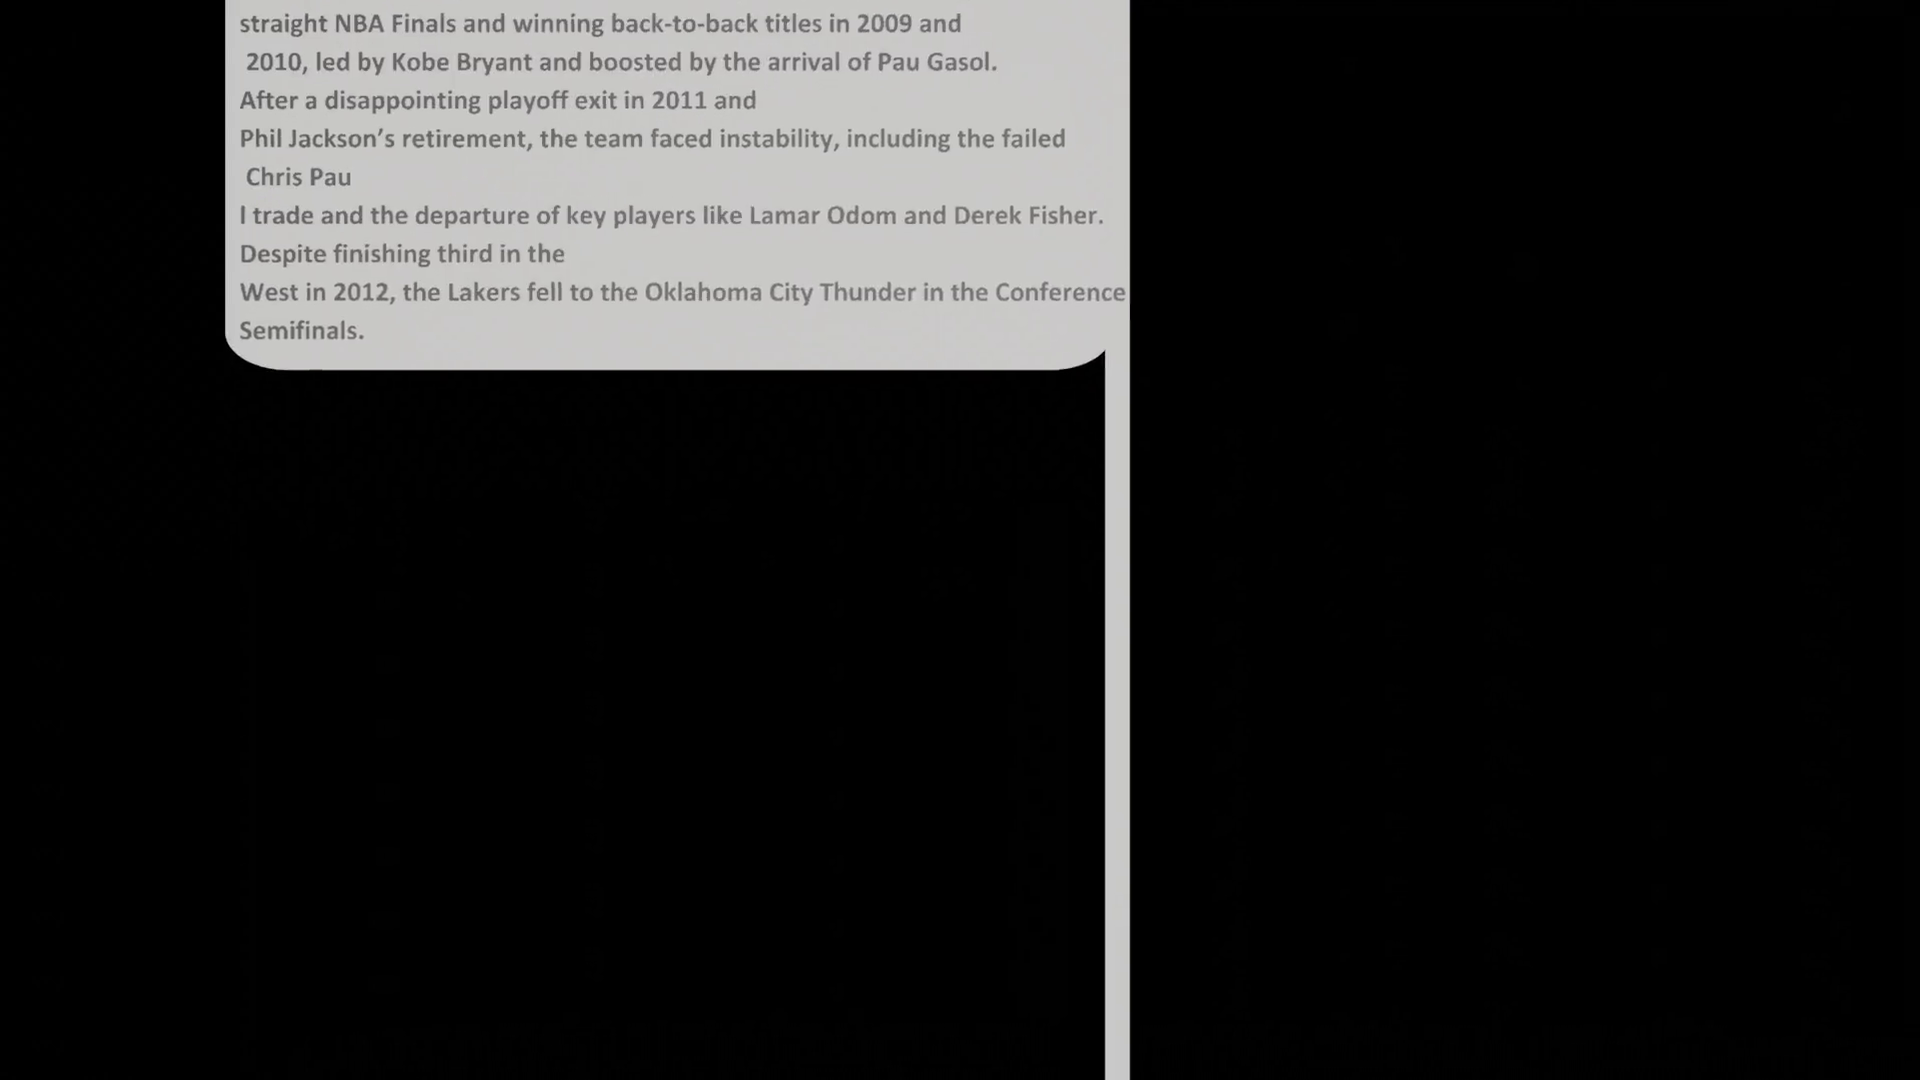 straight NBA Finals and winning back-to-back titles in 2009 and
2010, led by Kobe Bryant and boosted by the arrival of Pau Gasol.
After a disappointing playoff exit in 2011 and
Phil Jackson’s retirement, the team faced instability, including the failed
Chris Pau
l trade and the departure of key players like Lamar Odom and Derek Fisher.
Despite finishing third in the
West in 2012, the Lakers fell to the Oklahoma City Thunder in the Conference
Semifinals.